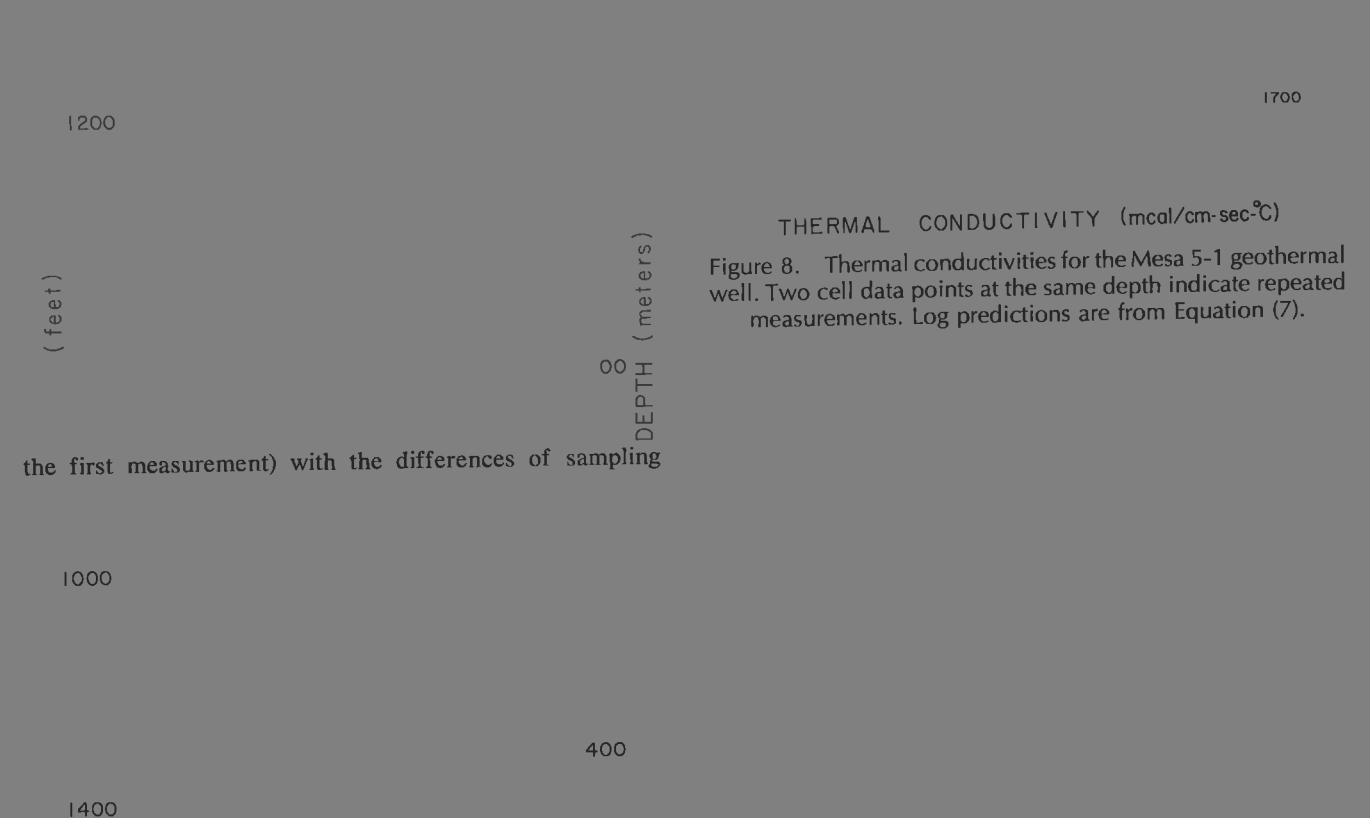 1200
(feet)
the first measurement) with the differences of sampling
1000
1400
DEPTH (meters)
00
400
1700
THERMAL CONDUCTIVITY (mcal/cm-sec-°C)
Figure 8. Thermal conductivities for the Mesa 5-1 geothermal
well. Two cell data points at the same depth indicate repeated
measurements. Log predictions are from Equation (7).